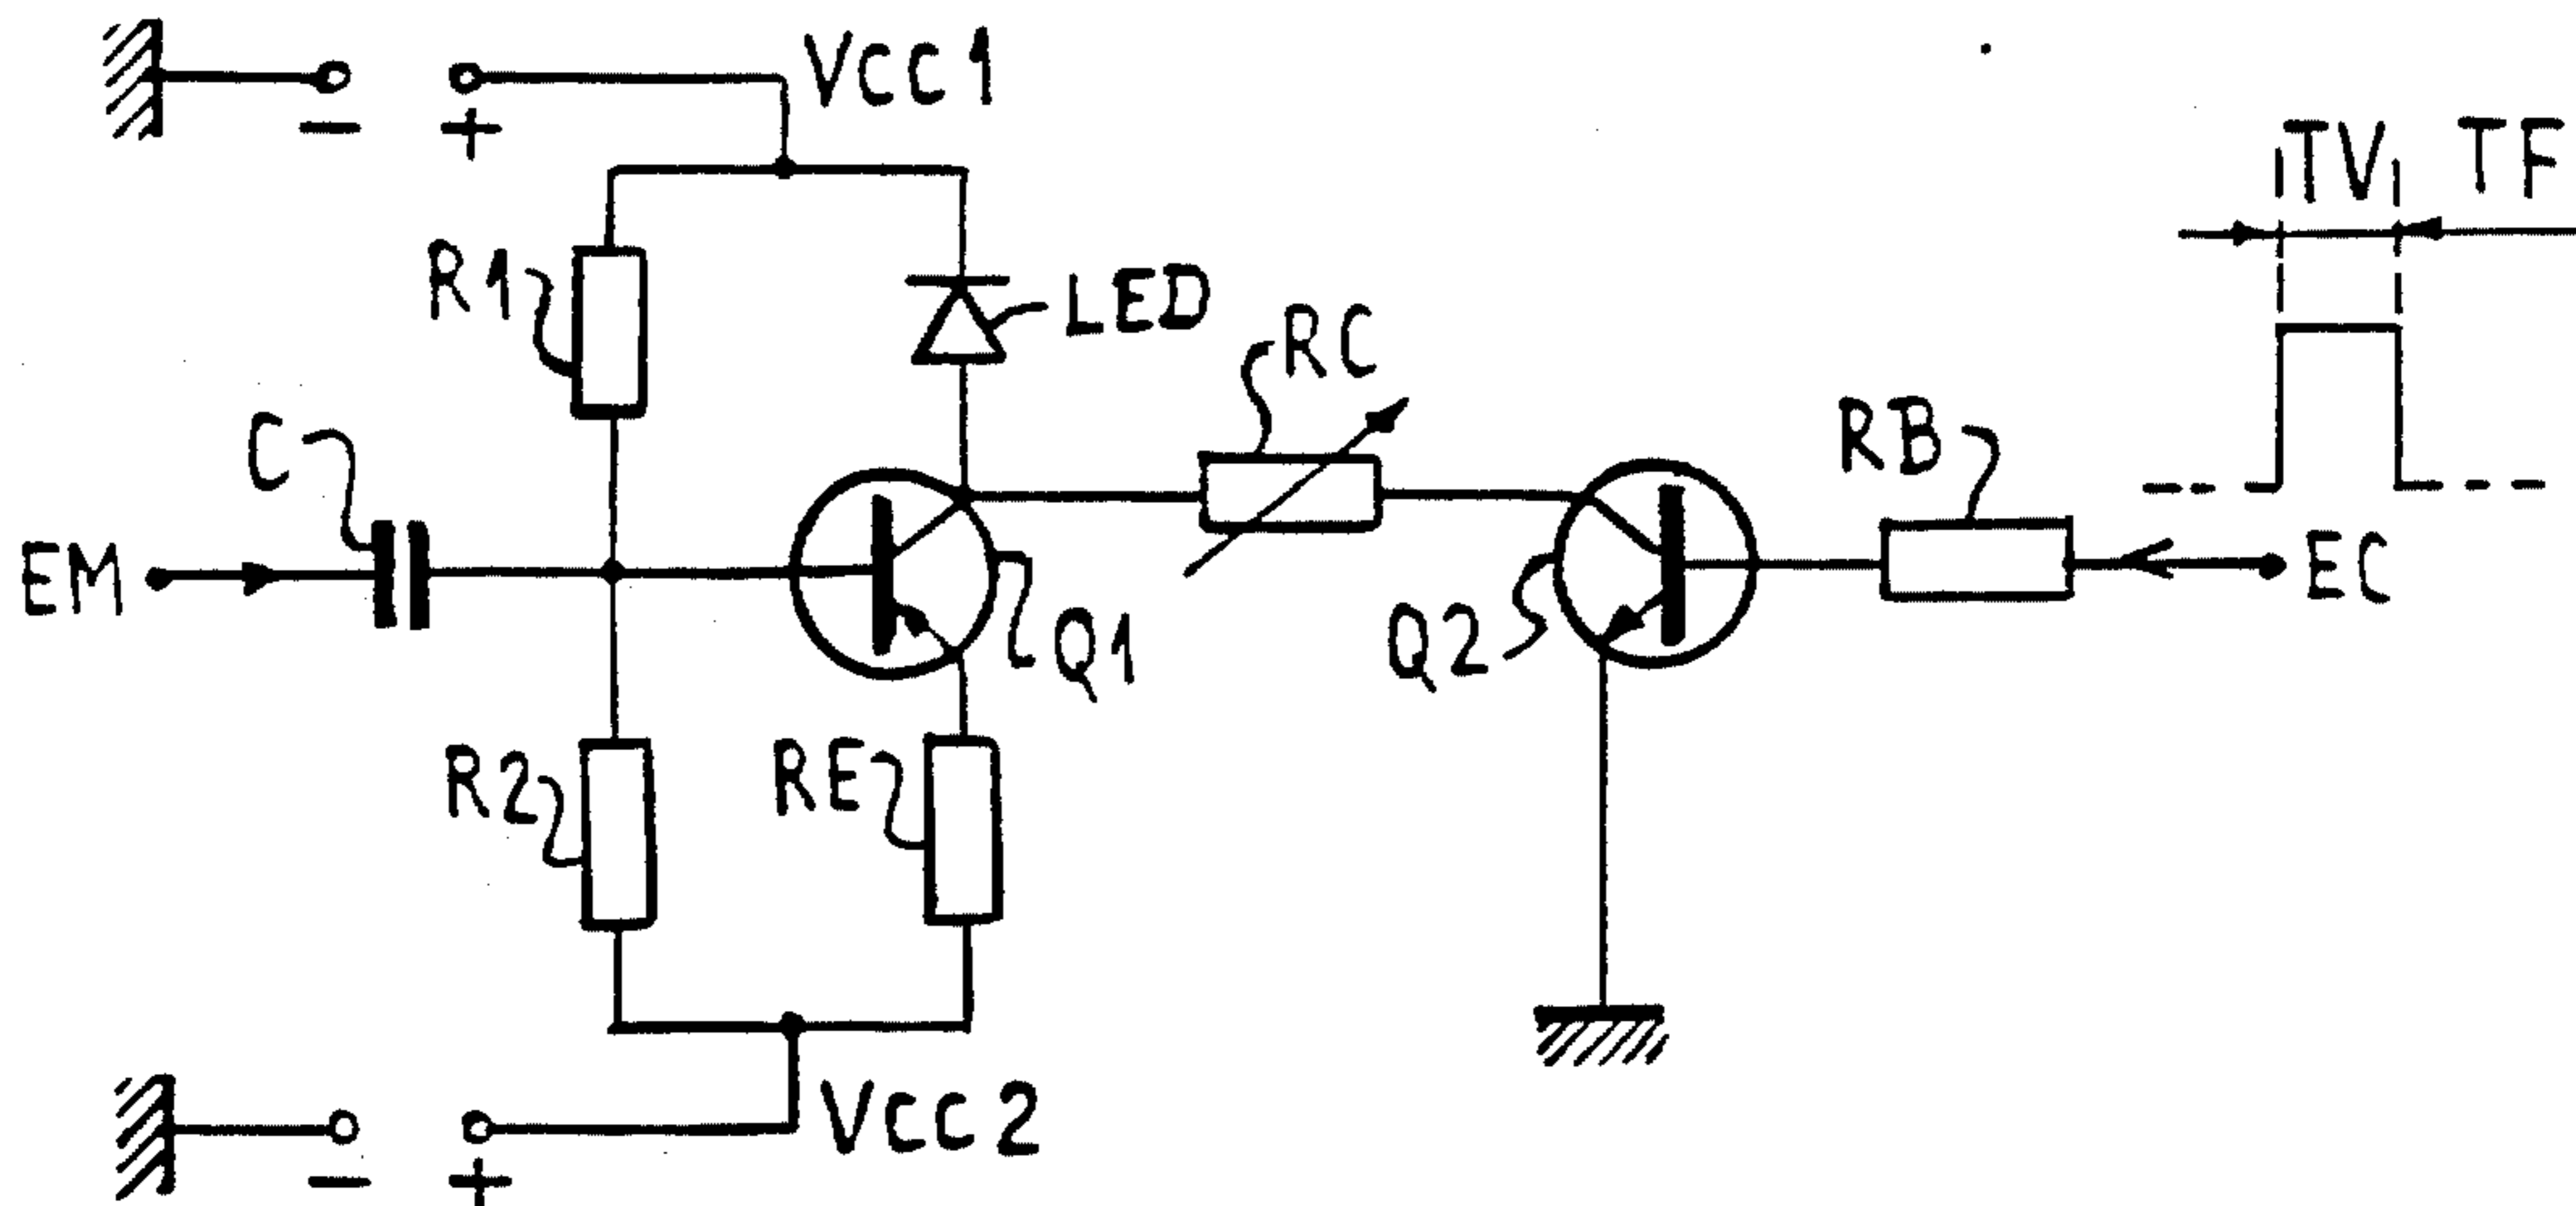 VCC1
- +
TV TF
R1
LED
RC
C
RB
EM
EC
Q1
Q2
R2
RE
VCC2
- +